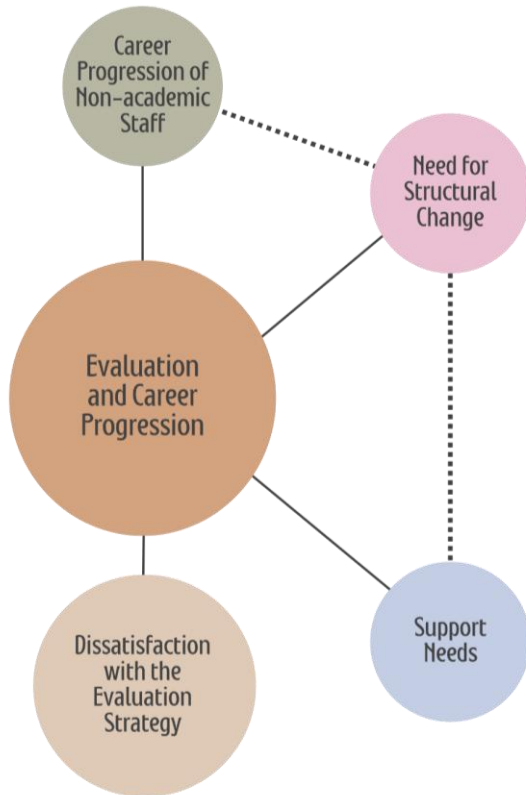 Career
Progression of
Non-academic
Staff
Need for
Structural
Change
Evaluation
and Career
Progression
Dissatisfaction
with the
Evaluation
Strategy
Support
Needs